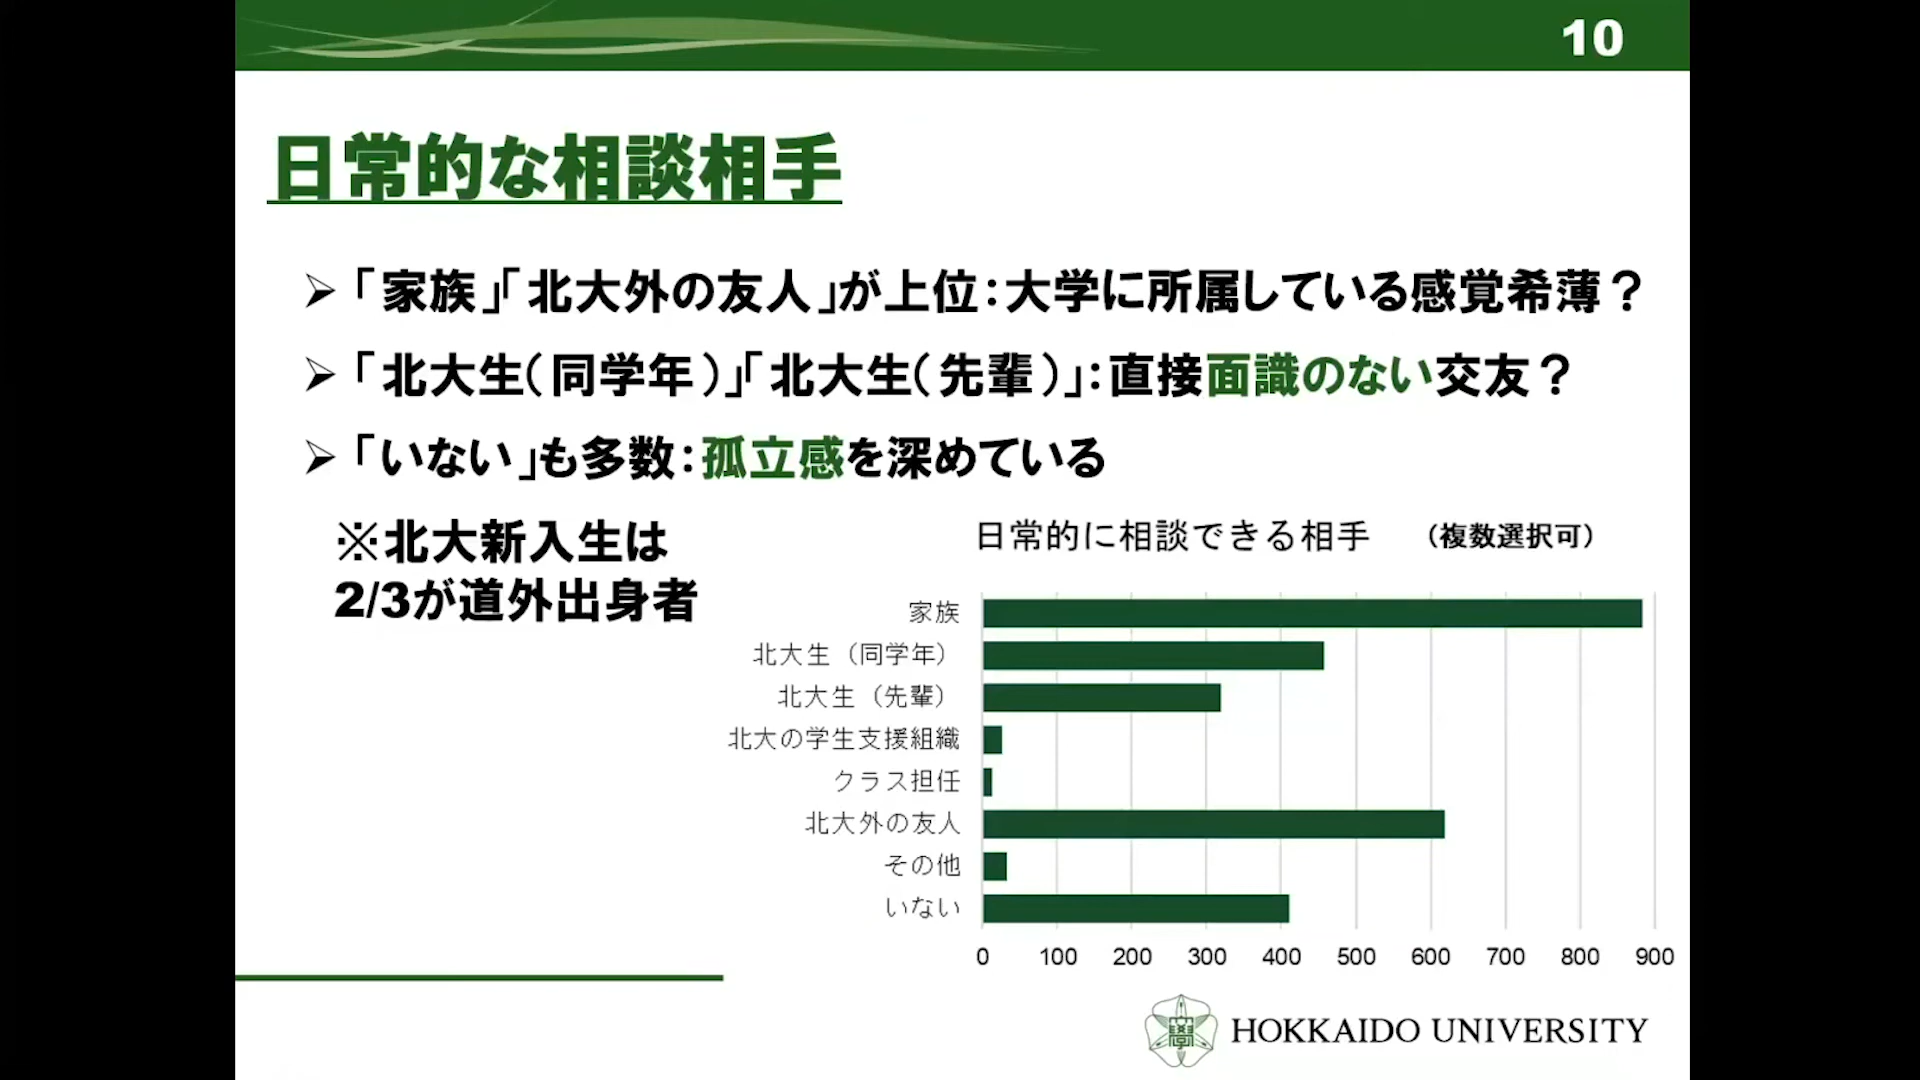 10
日常的な相談相手
「家族」「北大外の友人」が上位：大学に所属している感覚希薄？
「北大生（同学年）」「北大生（先輩）」：直接面識のない交友？
「いない」も多数：孤立感を深めている
※北大新入生は
2/3が道外出身者
日常的に相談できる相手 （複数選択可）
家族
北大生（同学年）
北大生（先輩）
北大の学生支援組織
クラス担任
北大外の友人
その他
いない
0 100 200 300 400 500 600 700 800 900
HOKKAIDO UNIVERSITY